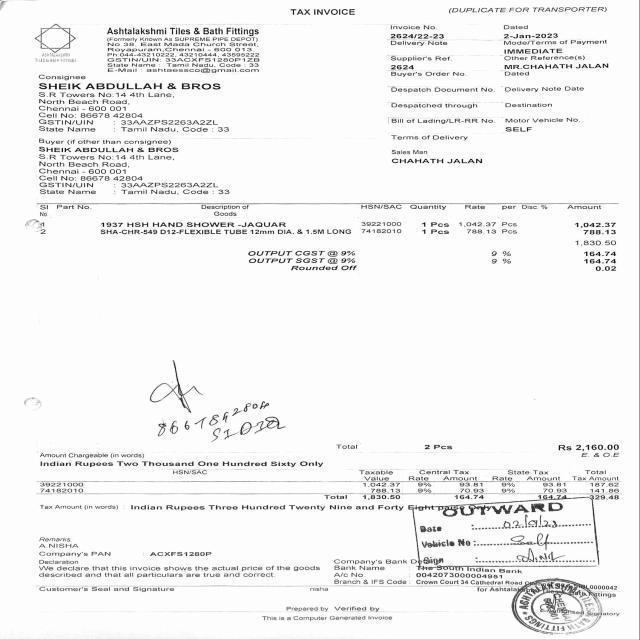 TAX INVOICE
(DUPLICATE FOR TRANSPORTER)
ASHTALAKSHMI
TILES & BATH FITTINGS
Ashtalakshmi Tiles & Bath Fittings
(Formerly Known As SUPREME PIPE DEPOT)
No 38, East Mada Church Street,
Royapuram,Chennai - 600 013.
Ph:044-43210222, 43210444, 43595222
GSTIN/UIN: 33ACXFS1280P1ZB
State Name : Tamil Nadu, Code : 33
E-Mail : ashtaessco@gmail.com
Invoice No. Dated
2624/22-23 2-Jan-2023
Delivery Note Mode/Terms of Payment
IMMEDIATE
Supplier's Ref. Other Reference(s)
2624 MR.CHAHATH JALAN
Buyer's Order No. Dated
Despatch Document No. Delivery Note Date
Despatched through Destination
Bill of Lading/LR-RR No. Motor Vehicle No.
SELF
Terms of Delivery
Sales Man
CHAHATH JALAN
Consignee
SHEIK ABDULLAH & BROS
S.R Towers No:14 4th Lane,
North Beach Road,
Chennai - 600 001
Cell No: 86678 42804
GSTIN/UIN : 33AAZPS2263A2ZL
State Name : Tamil Nadu, Code : 33
Buyer (if other than consignee)
SHEIK ABDULLAH & BROS
S.R Towers No:14 4th Lane,
North Beach Road,
Chennai - 600 001
Cell No: 86678 42804
GSTIN/UIN : 33AAZPS2263A2ZL
State Name : Tamil Nadu, Code : 33
Sl No Part No. Description of Goods HSN/SAC Quantity Rate per Disc % Amount
1 1937 HSH HAND SHOWER -JAQUAR 39221000 1 Pcs 1,042.37 Pcs 1,042.37
2 SHA-CHR-549 D12-FLEXIBLE TUBE 12mm DIA. & 1.5M LONG 74182010 1 Pcs 788.13 Pcs 788.13
1,830.50
OUTPUT CGST @ 9% 9 % 164.74
OUTPUT SGST @ 9% 9 % 164.74
Rounded Off 0.02
8667842804
Total 2 Pcs Rs 2,160.00
Amount Chargeable (in words) E. & O.E
Indian Rupees Two Thousand One Hundred Sixty Only
HSN/SAC Taxable Value Central Tax Rate Amount State Tax Rate Amount Total Tax Amount
39221000 1,042.37 9% 93.81 9% 93.81 187.62
74182010 788.13 9% 70.93 9% 70.93 141.86
Total 1,830.50 164.74 164.74 329.48
Tax Amount (in words) : Indian Rupees Three Hundred Twenty Nine and Forty Eight paise Only
OUTWARD
Date : 02/01/23
Vehicle No : Self
Sign :
Remarks
A.NISHA
Company's PAN : ACXFS1280P
Declaration
We declare that this invoice shows the actual price of the goods
described and that all particulars are true and correct.
Company's Bank Details
Bank Name : The South Indian Bank
A/c No : 0042073000004981
Branch & IFS Code : Crown Court 34 Cathedral Road
Customer's Seal and Signature
nisha
for Ashtalakshmi Tiles & Bath Fittings
Prepared by Verified by Authorised Signatory
This is a Computer Generated Invoice